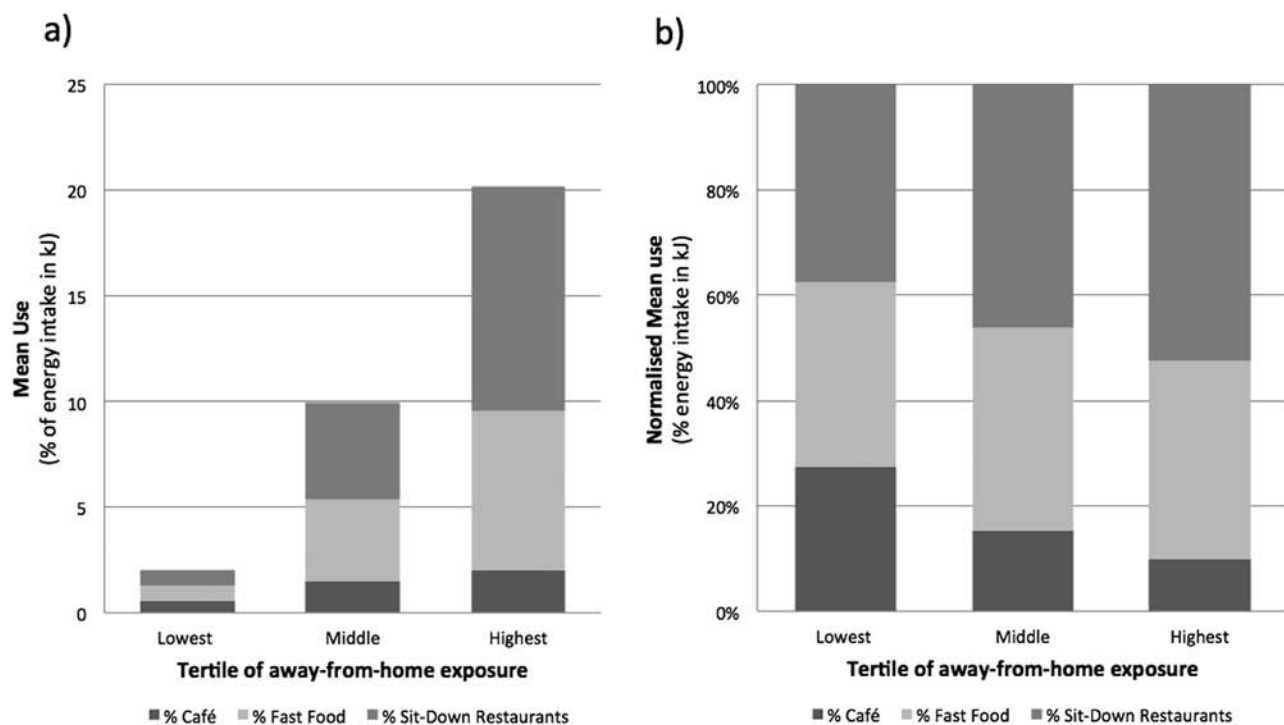 a)
Mean Use
(% of energy intake in kJ)
25
20
15
10
5
0
Lowest Middle Highest
Tertile of away-from-home exposure
% Café % Fast Food % Sit-Down Restaurants
b)
Normalised Mean use
(% energy intake in kJ)
100%
80%
60%
40%
20%
0%
Lowest Middle Highest
Tertile of away-from-home exposure
% Café % Fast Food % Sit-Down Restaurants